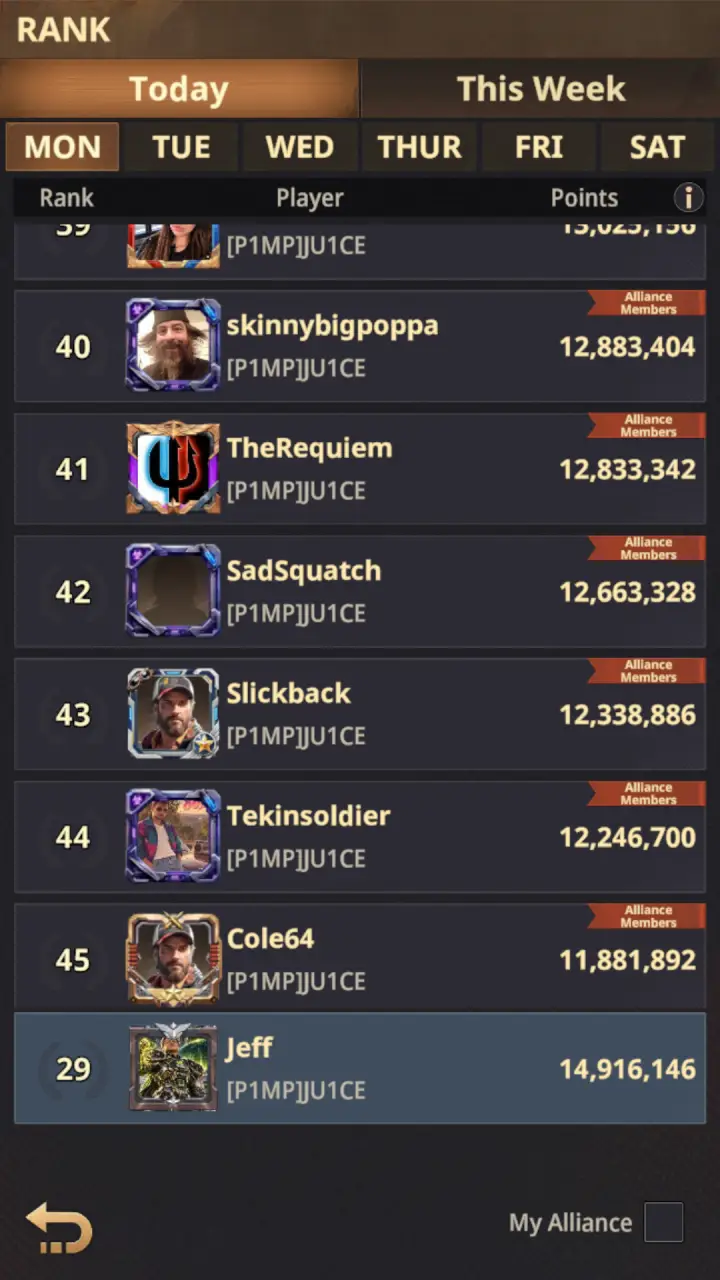 RANK
Today This Week
MON TUE WED THUR FRI SAT
Rank Player Points
39 13,025,156
[P1MP]JU1CE
Alliance Members
40 skinnybigpoppa 12,883,404
[P1MP]JU1CE
Alliance Members
41 TheRequiem 12,833,342
[P1MP]JU1CE
Alliance Members
42 SadSquatch 12,663,328
[P1MP]JU1CE
Alliance Members
43 Slickback 12,338,886
[P1MP]JU1CE
Alliance Members
44 Tekinsoldier 12,246,700
[P1MP]JU1CE
Alliance Members
45 Cole64 11,881,892
[P1MP]JU1CE
29 Jeff 14,916,146
[P1MP]JU1CE
My Alliance